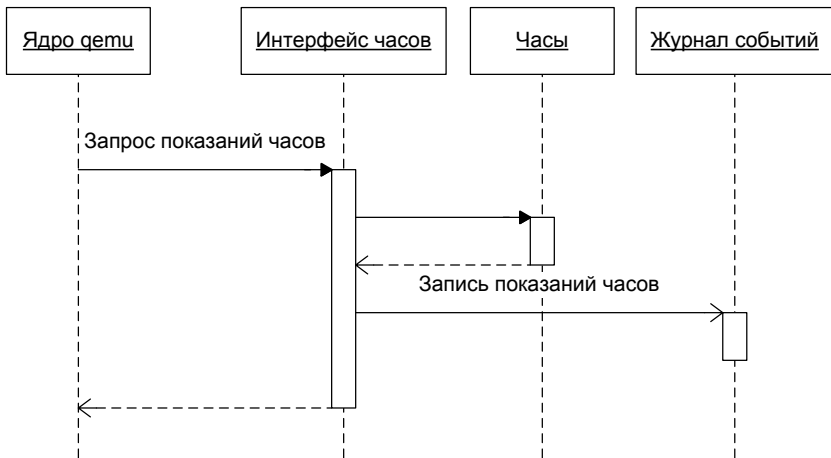 Ядро qemu
Интерфейс часов
Часы
Журнал событий
Запрос показаний часов
Запись показаний часов